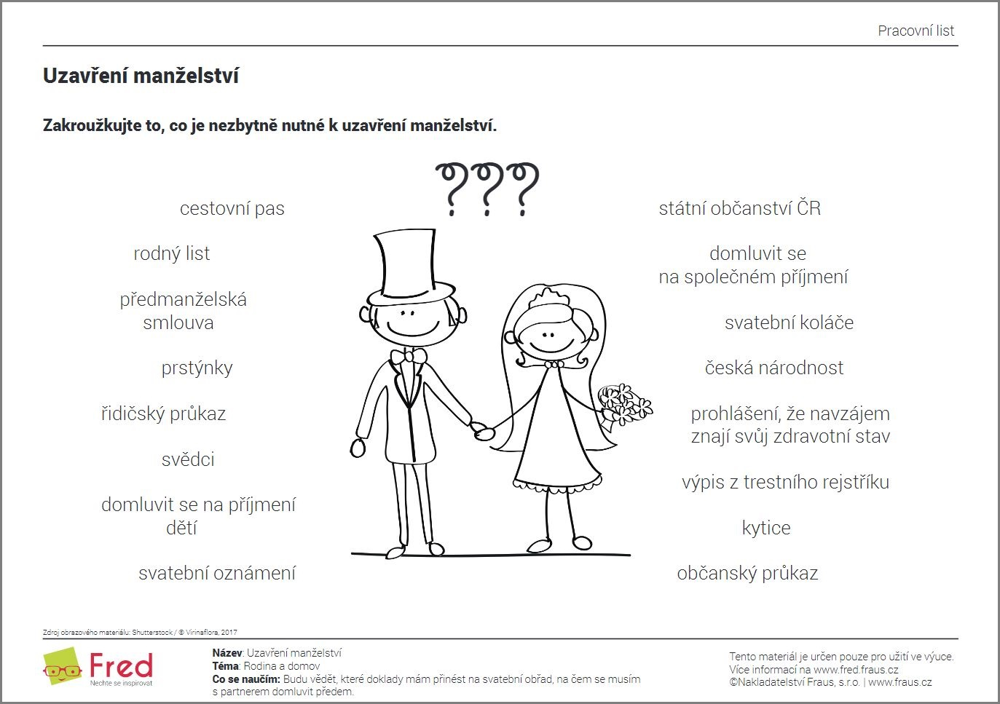 Pracovní list
Uzavření manželství
Zakroužkujte to, co je nezbytně nutné k uzavření manželství.
???
cestovní pas
rodný list
předmanželská
smlouva
prstýnky
řidičský průkaz
svědci
domluvit se na příjmení
dětí
svatební oznámení
státní občanství ČR
domluvit se
na společném příjmení
svatební koláče
česká národnost
prohlášení, že navzájem
znají svůj zdravotní stav
výpis z trestního rejstříku
kytice
občanský průkaz
Zdroj obrazového materiálu: Shutterstock / © Virinaflora, 2017
Fred
Nechte se inspirovat
Název: Uzavření manželství
Téma: Rodina a domov
Co se naučím: Budu vědět, které doklady mám přinést na svatební obřad, na čem se musím
s partnerem domluvit předem.
Tento materiál je určen pouze pro užití ve výuce.
Více informací na www.fred.fraus.cz
©Nakladatelství Fraus, s.r.o. | www.fraus.cz